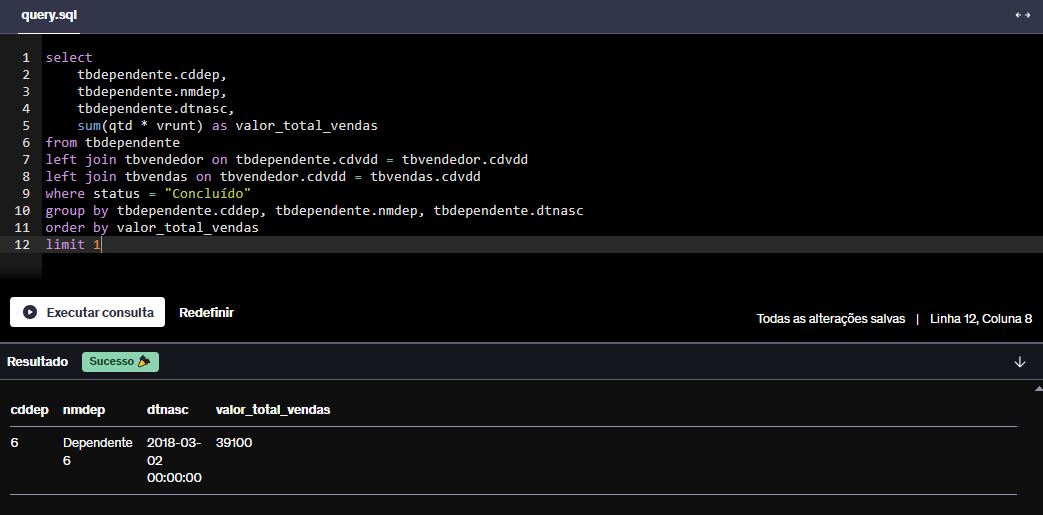 query.sql
1 select
2     tbdependente.cddep,
3     tbdependente.nmdep,
4     tbdependente.dtnasc,
5     sum(qtd * vrunt) as valor_total_vendas
6 from tbdependente
7 left join tbvendedor on tbdependente.cdvdd = tbvendedor.cdvdd
8 left join tbvendas on tbvendedor.cdvdd = tbvendas.cdvdd
9 where status = "Concluído"
10 group by tbdependente.cddep, tbdependente.nmdep, tbdependente.dtnasc
11 order by valor_total_vendas
12 limit 1
Executar consulta Redefinir
Todas as alterações salvas | Linha 12, Coluna 8
Resultado Sucesso
cddep nmdep dtnasc valor_total_vendas
6 Dependente 2018-03- 39100
6 02
00:00:00